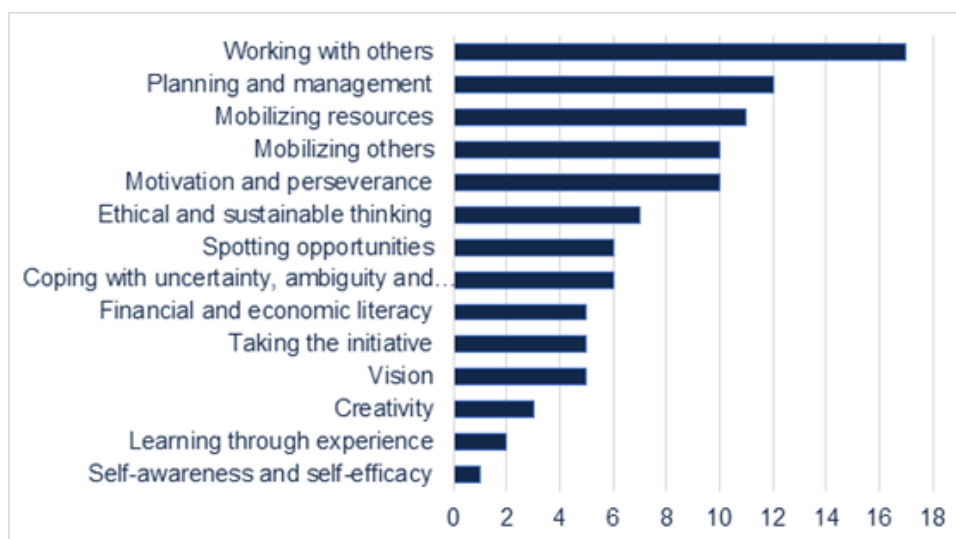 Working with others
Planning and management
Mobilizing resources
Mobilizing others
Motivation and perseverance
Ethical and sustainable thinking
Spotting opportunities
Coping with uncertainty, ambiguity and...
Financial and economic literacy
Taking the initiative
Vision
Creativity
Learning through experience
Self-awareness and self-efficacy
0 2 4 6 8 10 12 14 16 18